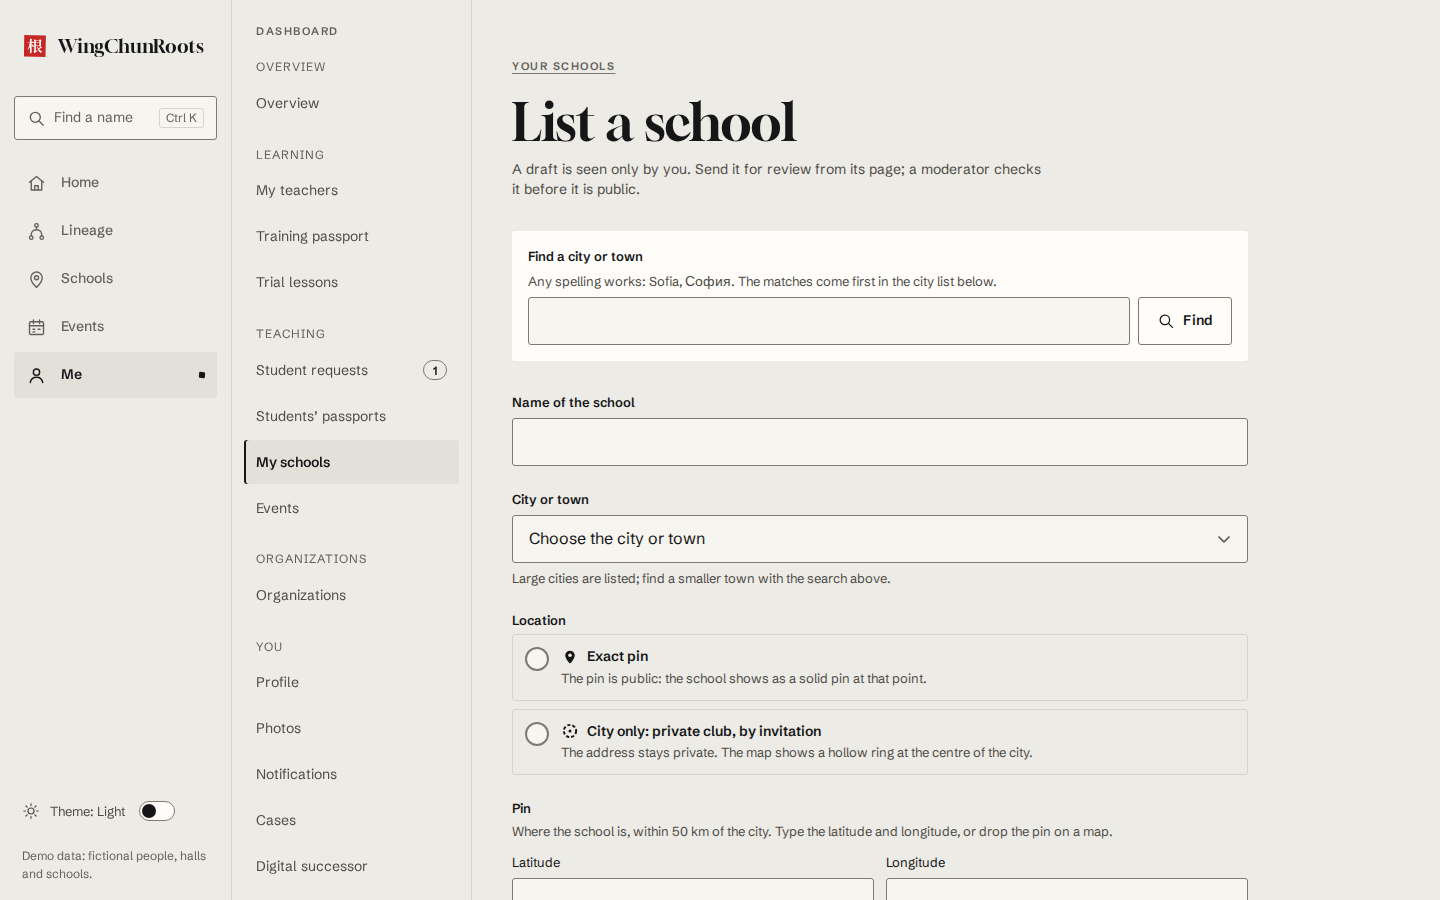 根 WingChunRoots
Find a name Ctrl K
Home
Lineage
Schools
Events
Me
Theme: Light
Demo data: fictional people, halls
and schools.
DASHBOARD
OVERVIEW
Overview
LEARNING
My teachers
Training passport
Trial lessons
TEACHING
Student requests 1
Students’ passports
My schools
Events
ORGANIZATIONS
Organizations
YOU
Profile
Photos
Notifications
Cases
Digital successor
YOUR SCHOOLS
List a school
A draft is seen only by you. Send it for review from its page; a moderator checks
it before it is public.
Find a city or town
Any spelling works: Sofia, София. The matches come first in the city list below.
Find
Name of the school
City or town
Choose the city or town
Large cities are listed; find a smaller town with the search above.
Location
Exact pin
The pin is public: the school shows as a solid pin at that point.
City only: private club, by invitation
The address stays private. The map shows a hollow ring at the centre of the city.
Pin
Where the school is, within 50 km of the city. Type the latitude and longitude, or drop the pin on a map.
Latitude Longitude